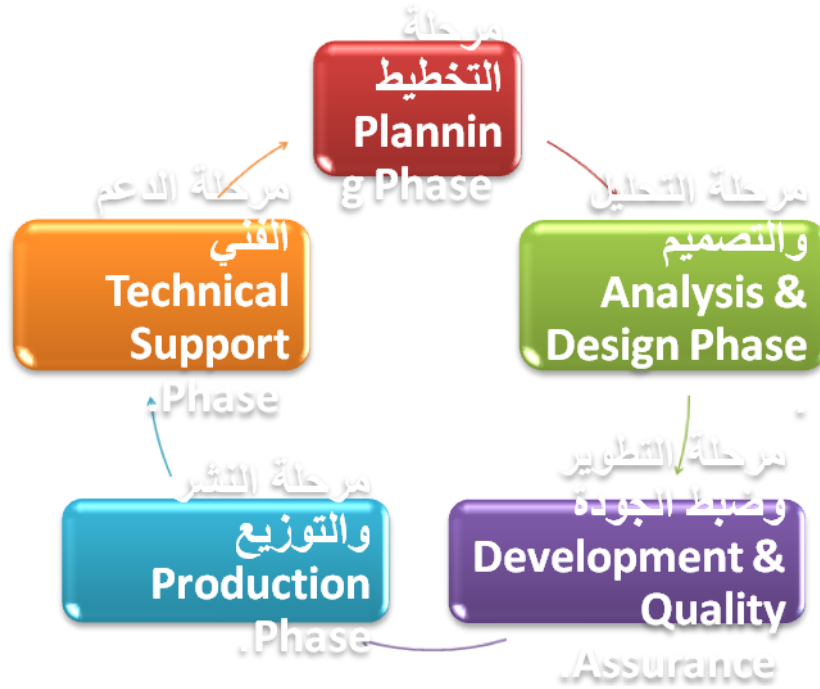 مرحلة
التخطيط
Plannin
g Phase
مرحلة التحليل
والتصميم
Analysis &
Design Phase
.
مرحلة التطوير
وضبط الجودة
Development &
Quality
.Assurance
مرحلة النشر
والتوزيع
Production
.Phase
مرحلة الدعم
الفني
Technical
Support
.Phase